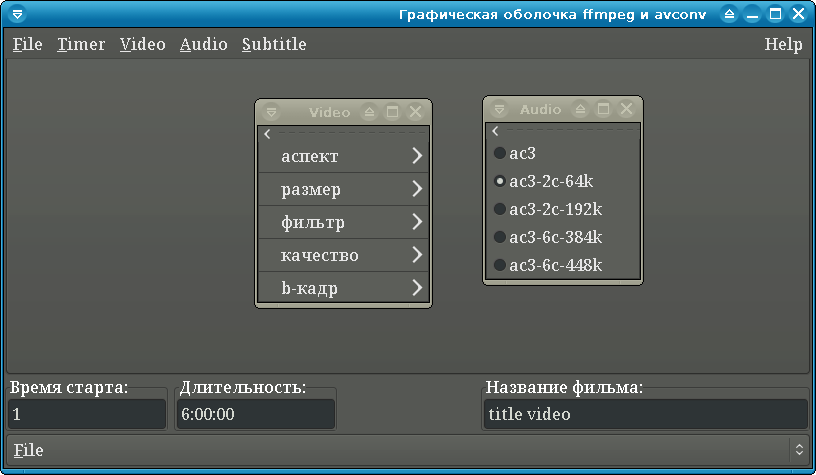 Графическая оболочка ffmpeg и avconv
File Timer Video Audio Subtitle Help
Video
аспект
размер
фильтр
качество
b-кадр
Audio
ac3
ac3-2c-64k
ac3-2c-192k
ac3-6c-384k
ac3-6c-448k
Время старта: Длительность: Название фильма:
1 6:00:00 title video
File